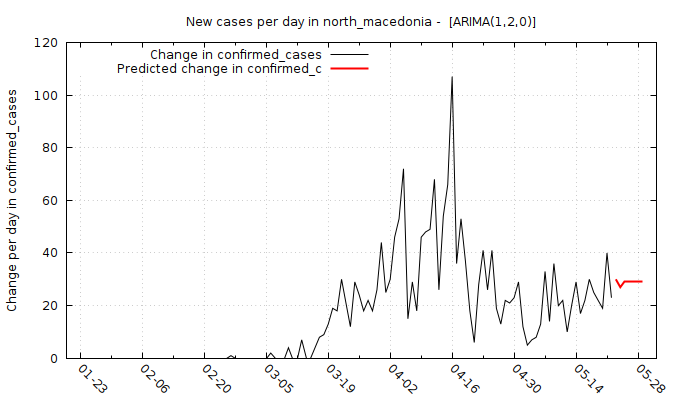 New cases per day in north_macedonia -  [ARIMA(1,2,0)]
Change in confirmed_cases
Predicted change in confirmed_c
Change per day in confirmed_cases
120
100
80
60
40
20
0
01-23 02-06 02-20 03-05 03-19 04-02 04-16 04-30 05-14 05-28